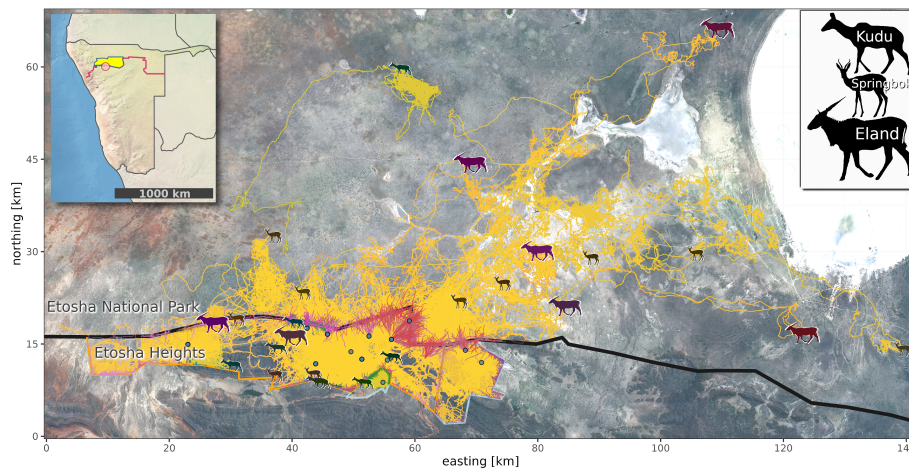 Kudu
Springbok
Eland
1000 km
Etosha National Park
Etosha Heights
northing [km]
60
45
30
15
0
0
20
40
60
80
100
120
140
easting [km]